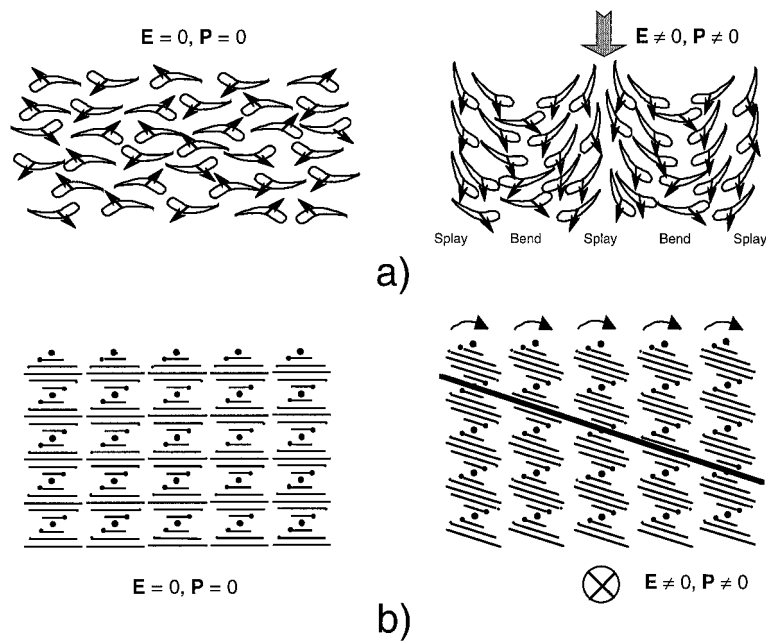 E = 0, P = 0
E ≠ 0, P ≠ 0
Splay Bend Splay Bend Splay
a)
E = 0, P = 0
E ≠ 0, P ≠ 0
b)